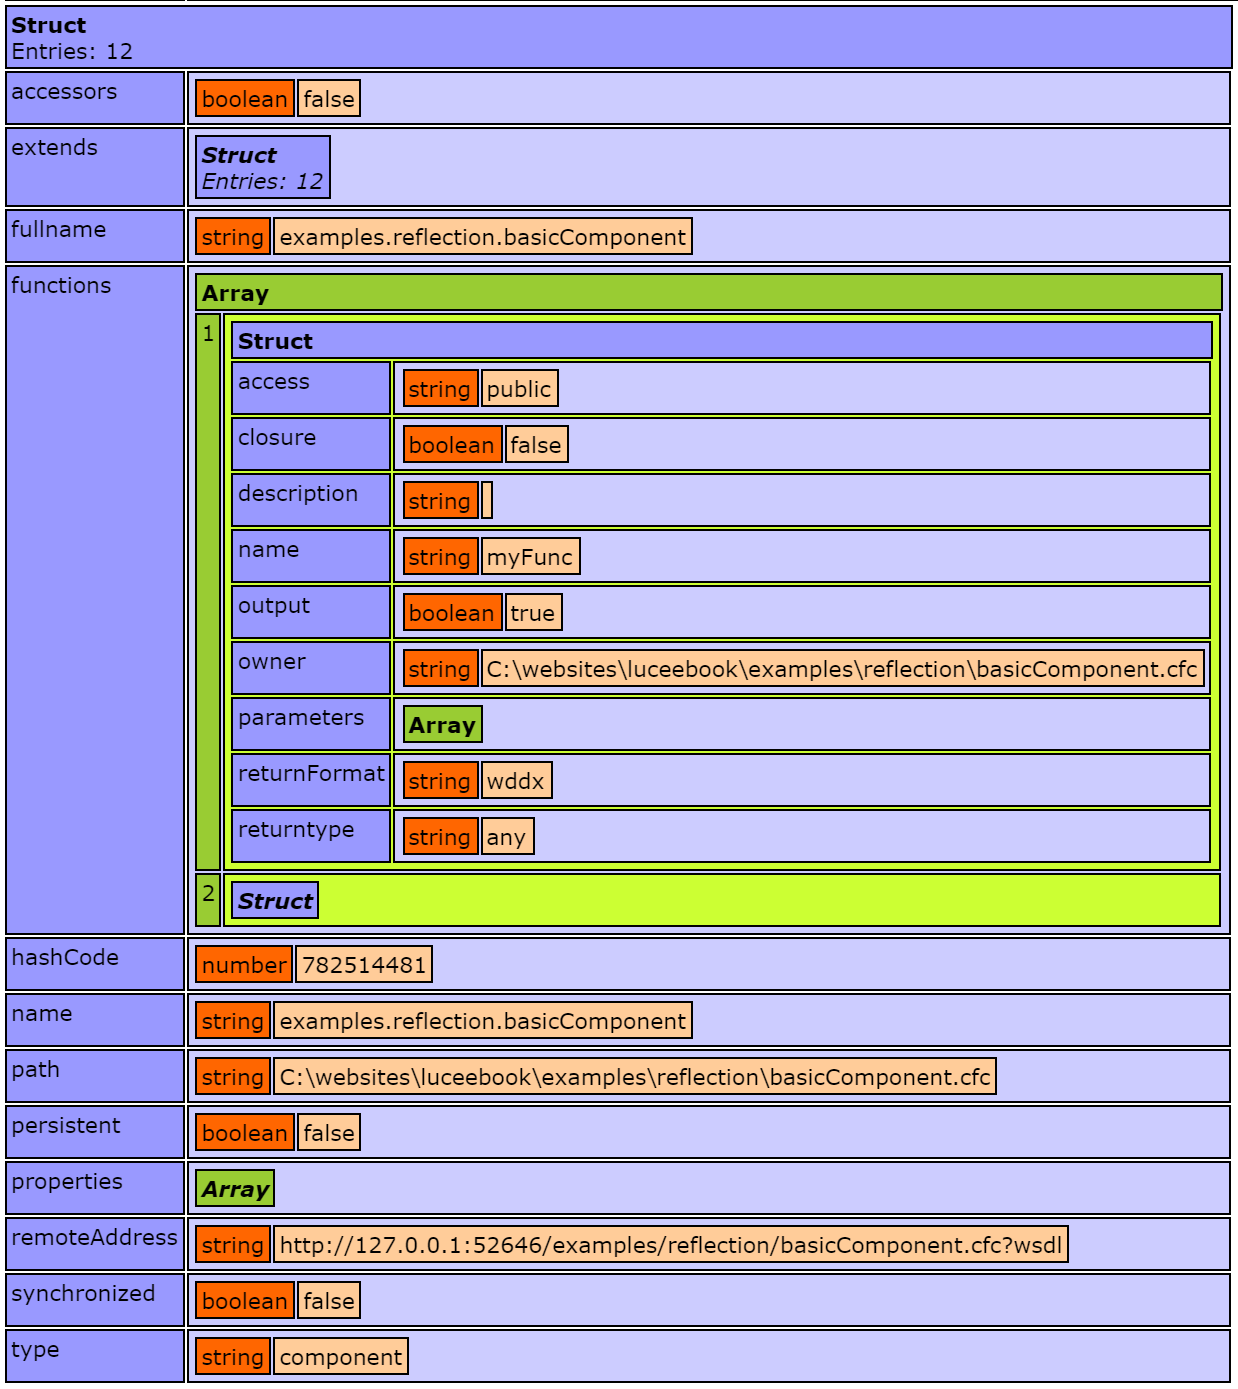 Struct
Entries: 12
accessors boolean false
extends Struct
Entries: 12
fullname string examples.reflection.basicComponent
functions Array
1 Struct
access string public
closure boolean false
description string
name string myFunc
output boolean true
owner string C:\websites\luceebook\examples\reflection\basicComponent.cfc
parameters Array
returnFormat string wddx
returntype string any
2 Struct
hashCode number 782514481
name string examples.reflection.basicComponent
path string C:\websites\luceebook\examples\reflection\basicComponent.cfc
persistent boolean false
properties Array
remoteAddress string http://127.0.0.1:52646/examples/reflection/basicComponent.cfc?wsdl
synchronized boolean false
type string component